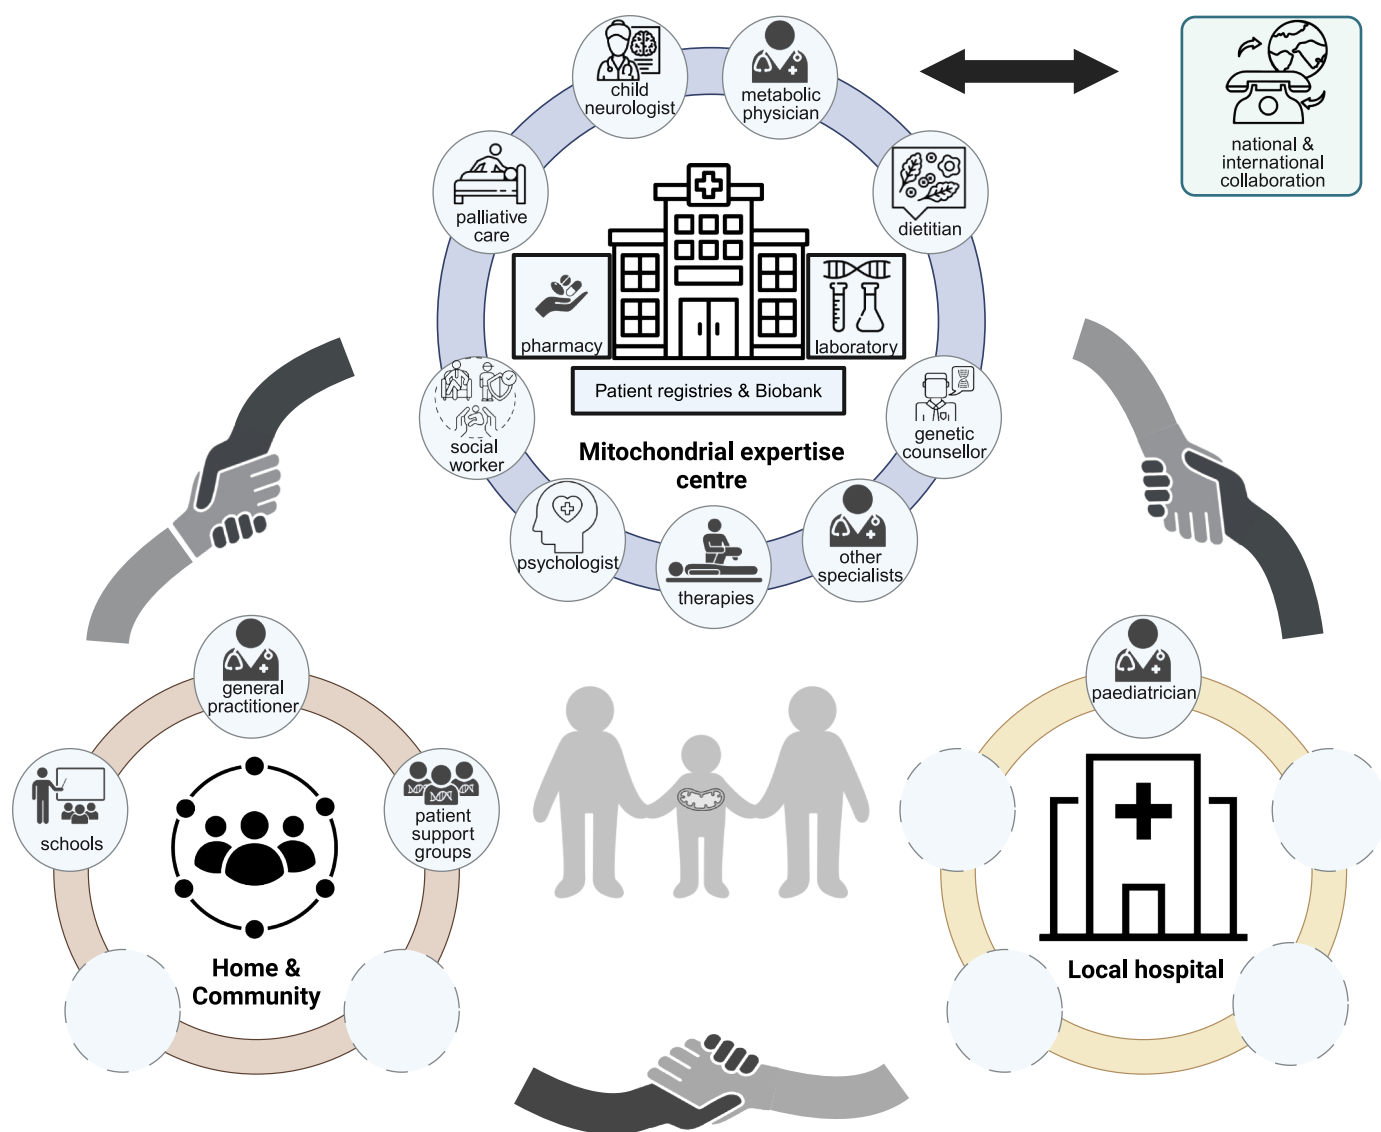 child
neurologist
metabolic
physician
national &
international
collaboration
palliative
care
dietitian
pharmacy
laboratory
Patient registries & Biobank
social
worker
genetic
counsellor
Mitochondrial expertise
centre
psychologist
therapies
other
specialists
general
practitioner
schools
patient
support
groups
Home &
Community
paediatrician
Local hospital